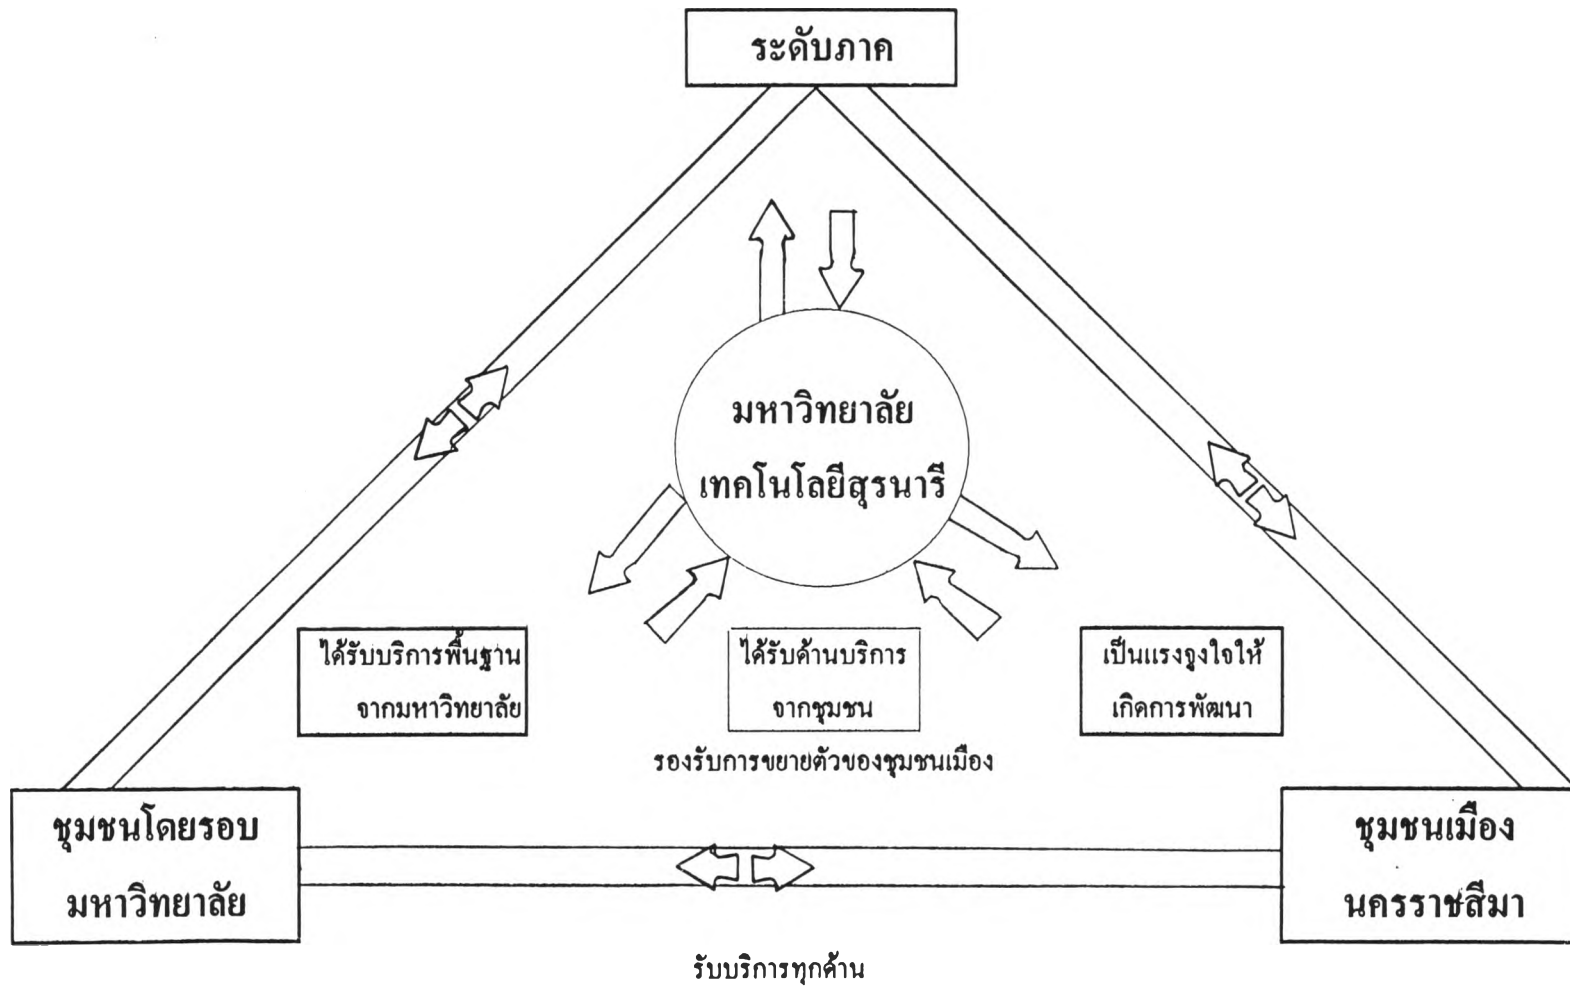 ระดับภาค
มหาวิทยาลัย
เทคโนโลยีสุรนารี
ได้รับบริการพื้นฐาน
จากมหาวิทยาลัย
ได้รับด้านบริการ
จากชุมชน
เป็นแรงจูงใจให้
เกิดการพัฒนา
รองรับการขยายตัวของชุมชนเมือง
ชุมชนโดยรอบ
มหาวิทยาลัย
ชุมชนเมือง
นครราชสีมา
รับบริการทุกด้าน